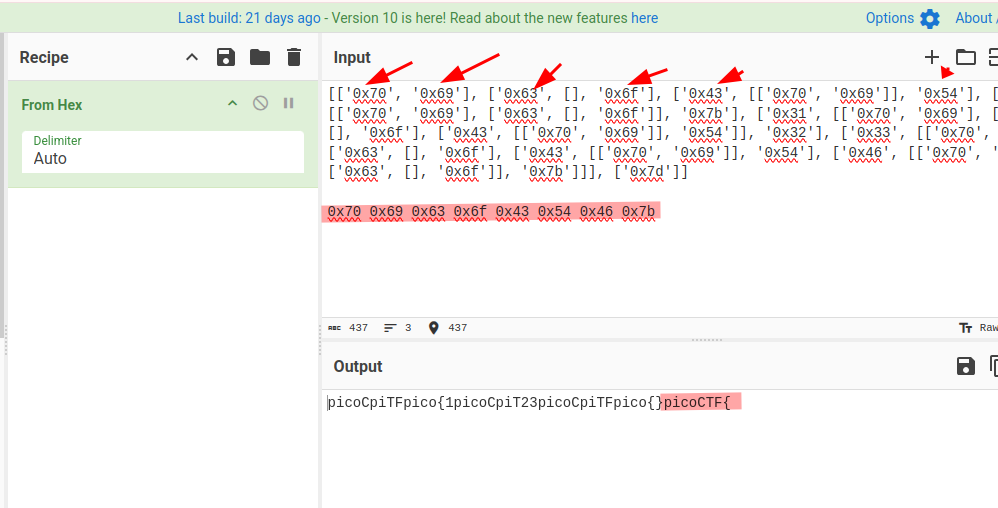 Last build: 21 days ago - Version 10 is here! Read about the new features here
Options
About
Recipe
From Hex
Delimiter
Auto
Input
[['0x70', '0x69'], ['0x63', [], '0x6f'], ['0x43', [['0x70', '0x69']], '0x54'], [
[['0x70', '0x69'], ['0x63', [], '0x6f']], '0x7b'], ['0x31', [['0x70', '0x69'], [
[], '0x6f'], ['0x43', [['0x70', '0x69']], '0x54']], '0x32'], ['0x33', [['0x70',
['0x63', [], '0x6f'], ['0x43', [['0x70', '0x69']], '0x54'], ['0x46', [['0x70', '
['0x63', [], '0x6f']], '0x7b']]], ['0x7d']]
0x70 0x69 0x63 0x6f 0x43 0x54 0x46 0x7b
ABC 437
3
437
Tт Raw
Output
picoCpiTFpico{1picoCpiT23picoCpiTFpico{}picoCTF{